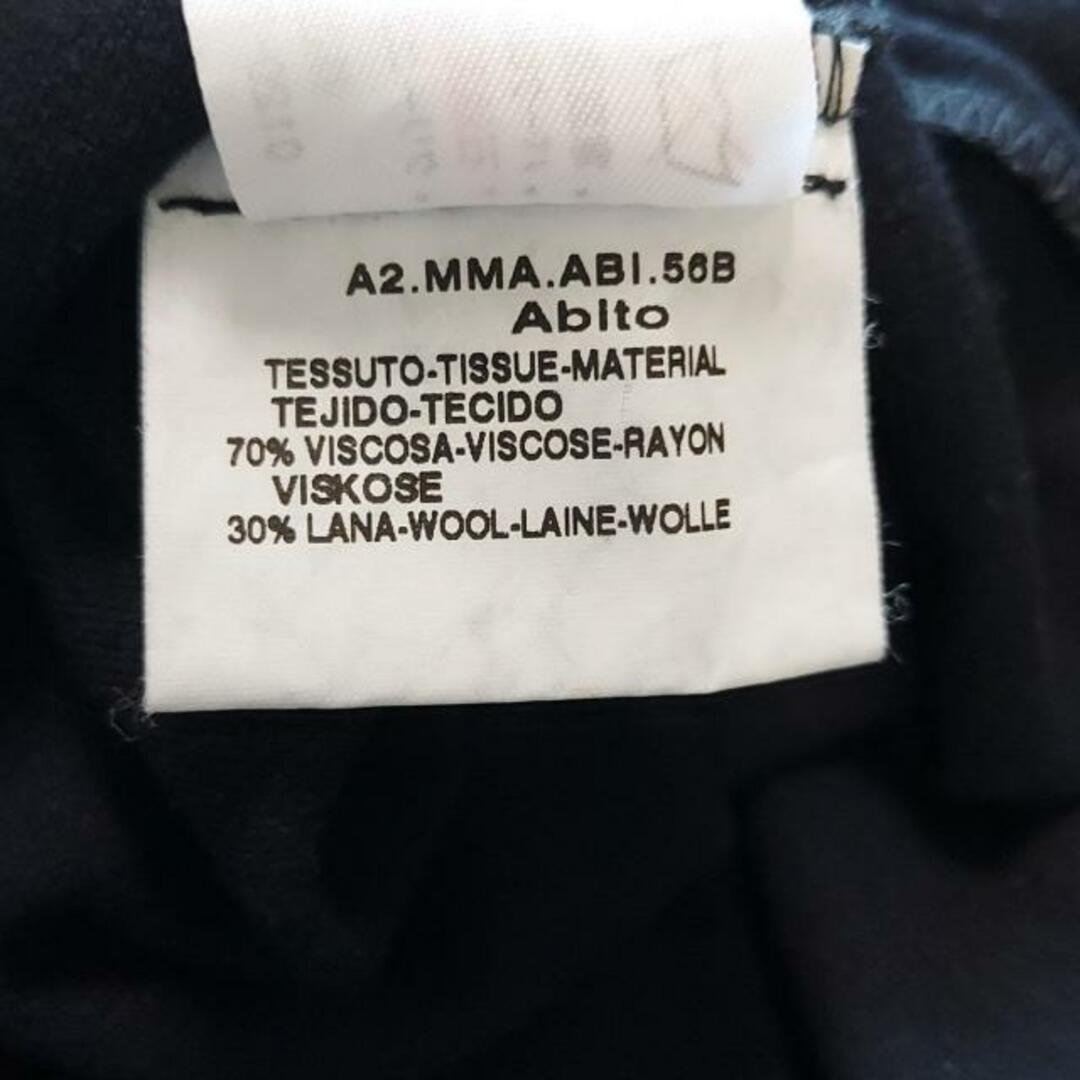 A2.MMA.ABI.56B
Abito
TESSUTO-TISSUE-MATERIAL
TEJIDO-TECIDO
70% VISCOSA-VISCOSE-RAYON
VISKOSE
30% LANA-WOOL-LAINE-WOLLE